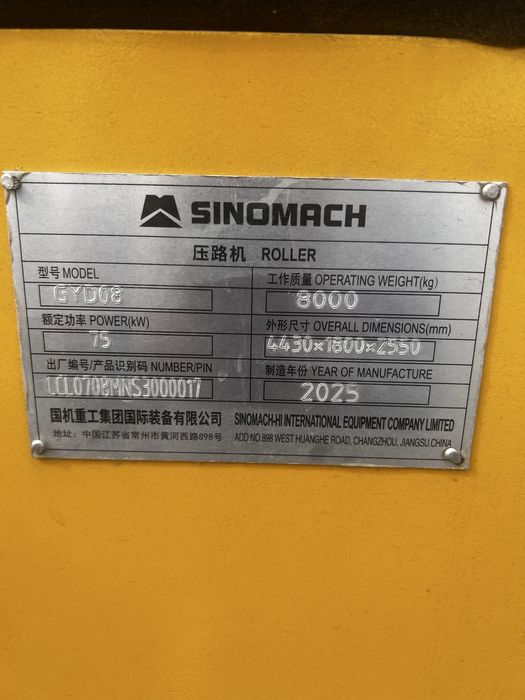 SINOMACH
压路机 ROLLER
型号 MODEL
GYD08
工作质量 OPERATING WEIGHT(kg)
8000
额定功率 POWER(kW)
75
外形尺寸 OVERALL DIMENSIONS(mm)
4430×1800×2550
出厂编号/产品识别码 NUMBER/PIN
LCL0708MNS3000017
制造年份 YEAR OF MANUFACTURE
2025
国机重工集团国际装备有限公司
地址：中国江苏省常州市黄河西路898号
SINOMACH-HI INTERNATIONAL EQUIPMENT COMPANY LIMITED
ADD:NO.898 WEST HUANGHE ROAD, CHANGZHOU, JIANGSU.CHINA